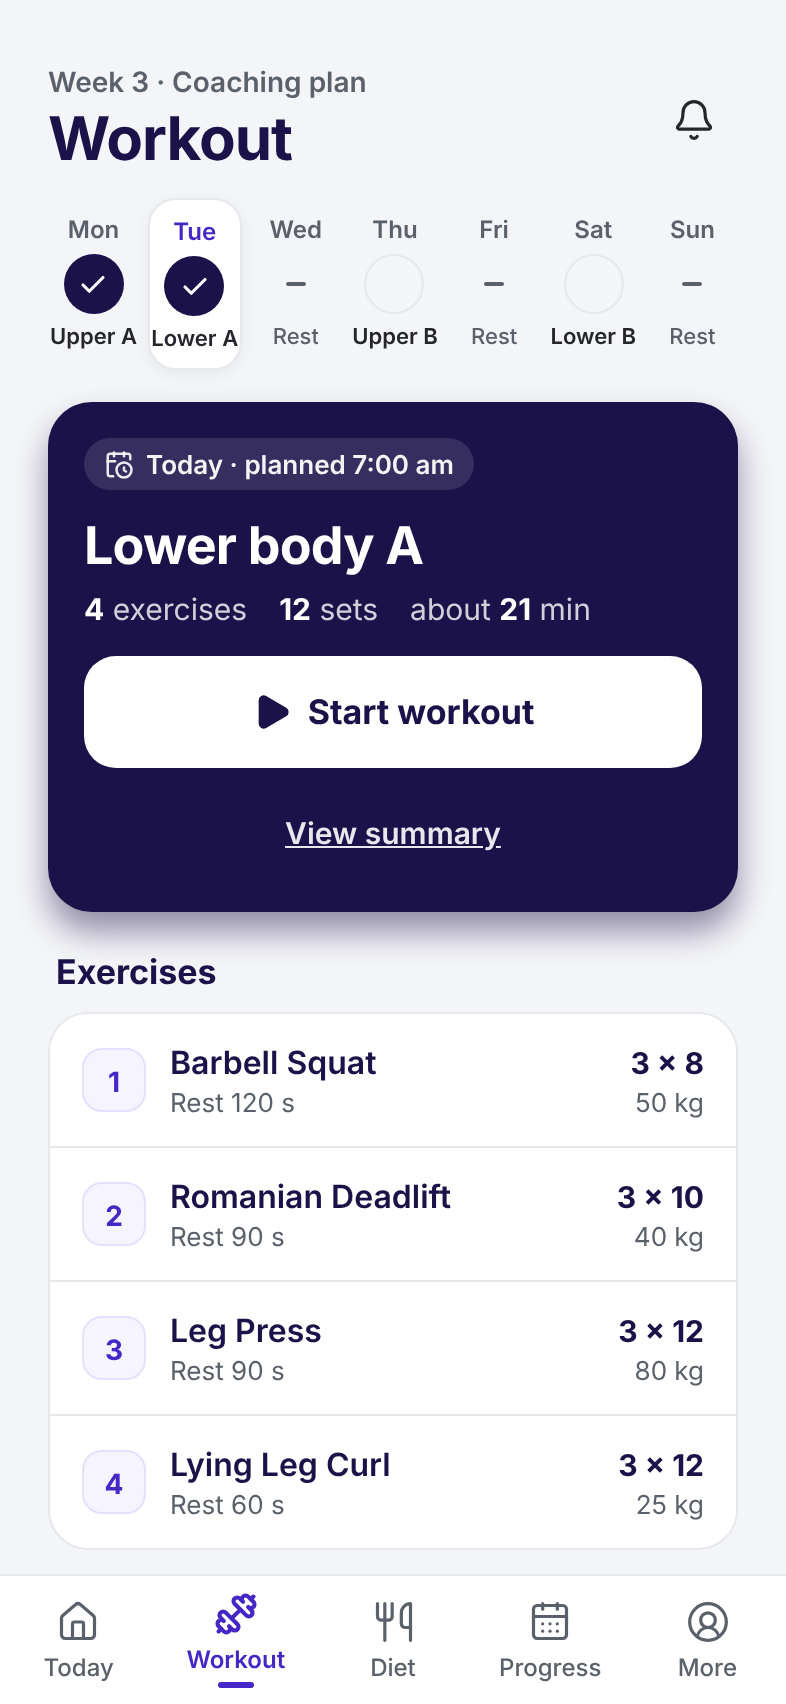 Week 3 · Coaching plan
Workout
Mon Tue Wed Thu Fri Sat Sun
Upper A Lower A Rest Upper B Rest Lower B Rest
Today · planned 7:00 am
Lower body A
4 exercises 12 sets about 21 min
Start workout
View summary
Exercises
1 Barbell Squat 3 × 8
Rest 120 s 50 kg
2 Romanian Deadlift 3 × 10
Rest 90 s 40 kg
3 Leg Press 3 × 12
Rest 90 s 80 kg
4 Lying Leg Curl 3 × 12
Rest 60 s 25 kg
Today Workout Diet Progress More